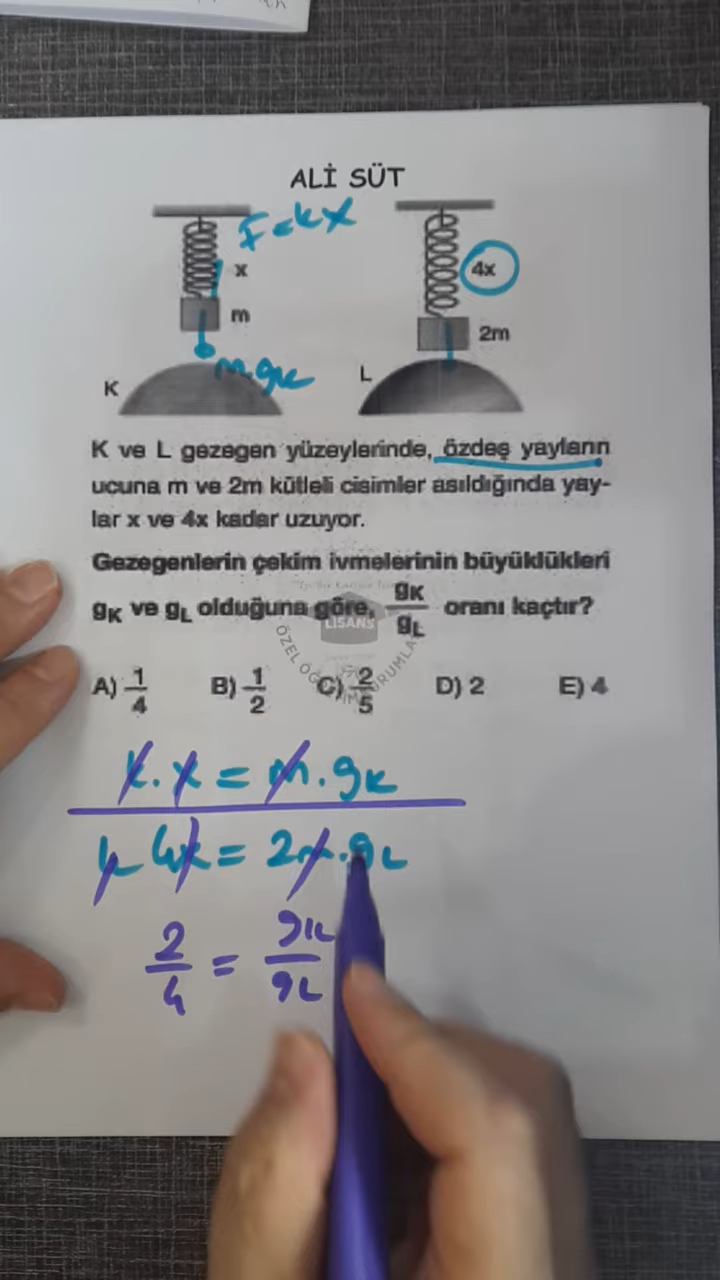 ALİ SÜT
F=kx
x
m
m.gK
K
4x
2m
L
K ve L gezegen yüzeylerinde, özdeş yayların
ucuna m ve 2m kütleli cisimler asıldığında yay-
lar x ve 4x kadar uzuyor.
Gezegenlerin çekim ivmelerinin büyüklükleri
gK ve gL olduğuna göre, gK/gL oranı kaçtır?
A) 1/4 B) 1/2 C) 2/5 D) 2 E) 4
LİSANS
k.x = m.gK
k 4x = 2m.gL
2/4 = gK/gL